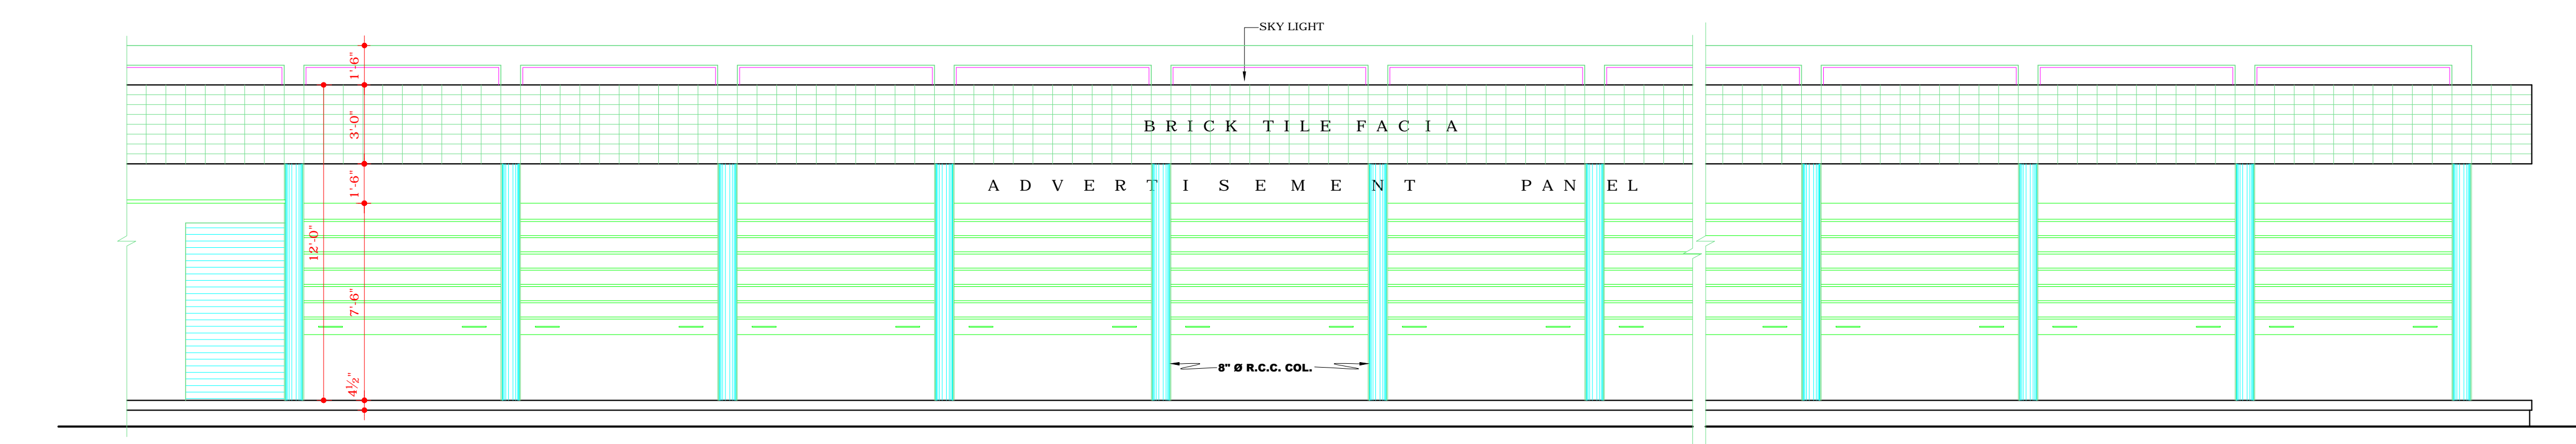 SKY LIGHT
1'-6"
3'-0"
BRICK TILE FACIA
1'-6"
ADVERTISEMENT PANEL
12'-0"
7'-6"
8" Ø R.C.C. COL.
4½"